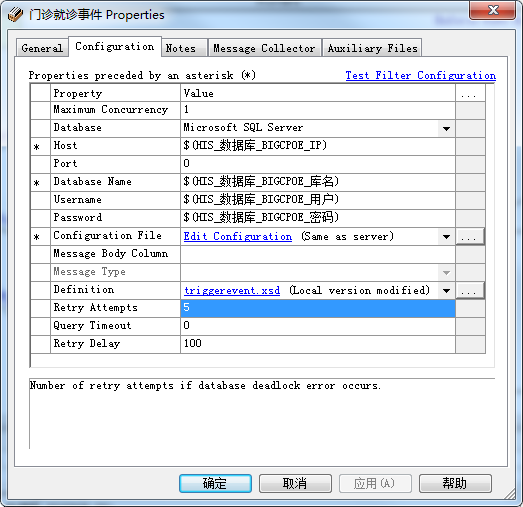 门诊就诊事件 Properties
General Configuration Notes Message Collector Auxiliary Files
Properties preceded by an asterisk (*) Test Filter Configuration
Property Value ...
Maximum Concurrency 1
Database Microsoft SQL Server
* Host $(HIS_数据库_BIGCPOE_IP)
Port 0
* Database Name $(HIS_数据库_BIGCPOE_库名)
Username $(HIS_数据库_BIGCPOE_用户)
Password $(HIS_数据库_BIGCPOE_密码)
* Configuration File Edit Configuration (Same as server) ...
Message Body Column
Message Type
Definition triggerevent.xsd (Local version modified) ...
Retry Attempts 5
Query Timeout 0
Retry Delay 100
Number of retry attempts if database deadlock error occurs.
确定 取消 应用(A) 帮助